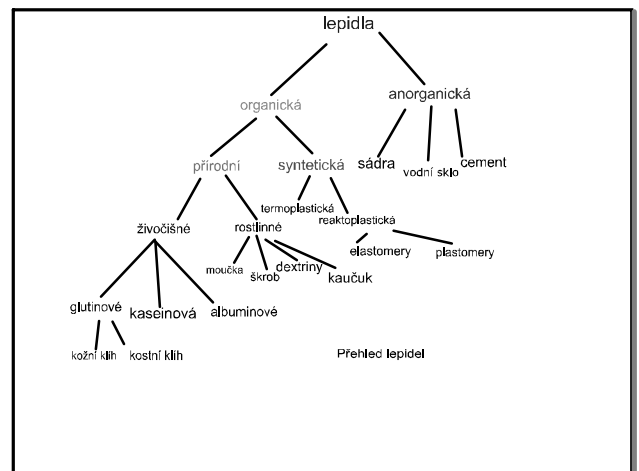 lepidla
organická
anorganická
přírodní
syntetická
sádra
vodní sklo
cement
termoplastická
reaktoplastická
živočišné
rostlinné
elastomery
plastomery
moučka
škrob
dextriny
kaučuk
glutinové
kaseinová
albuminové
kožní klih
kostní klih
Přehled lepidel